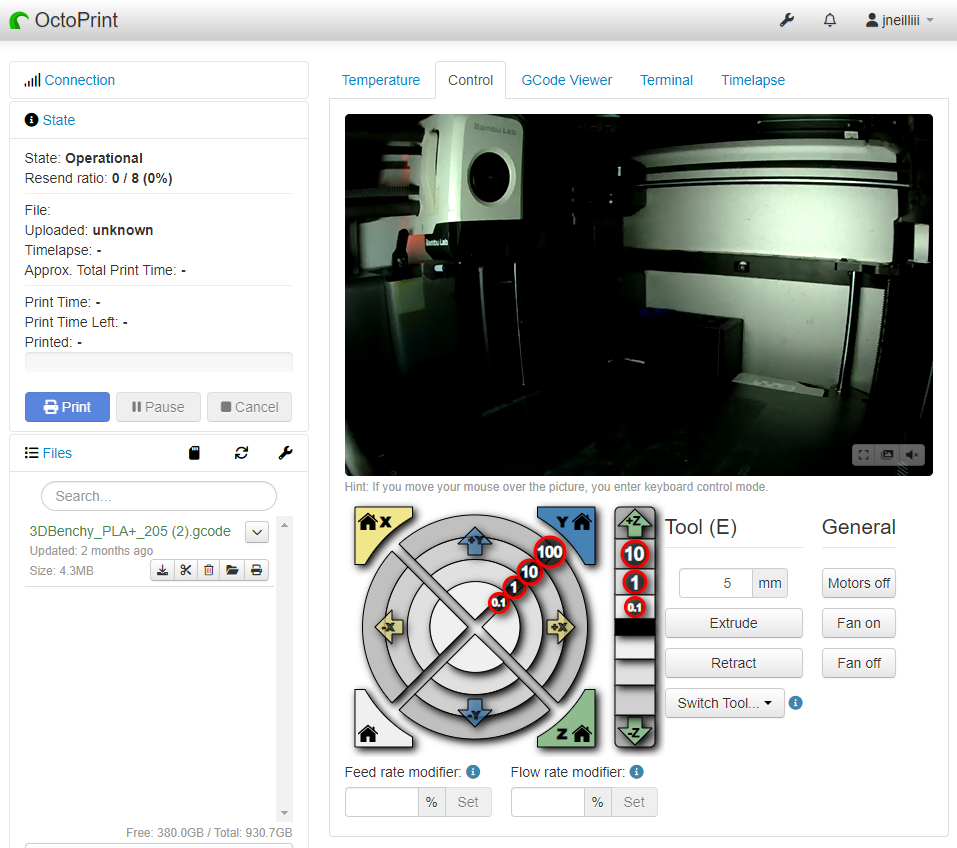 OctoPrint
jneilliii
Connection
State
State: Operational
Resend ratio: 0 / 8 (0%)
File:
Uploaded: unknown
Timelapse: -
Approx. Total Print Time: -
Print Time: -
Print Time Left: -
Printed: -
Print
Pause
Cancel
Files
Search...
3DBenchy_PLA+_205 (2).gcode
Updated: 2 months ago
Size: 4.3MB
Free: 380.0GB / Total: 930.7GB
Temperature
Control
GCode Viewer
Terminal
Timelapse
Bambu Lab
Bambu Lab
Hint: If you move your mouse over the picture, you enter keyboard control mode.
X
Y
+Y
100
10
1
0.1
-X
+X
-Y
Z
+Z
10
1
0.1
-Z
Tool (E)
5 mm
Extrude
Retract
Switch Tool...
General
Motors off
Fan on
Fan off
Feed rate modifier:
% Set
Flow rate modifier:
% Set